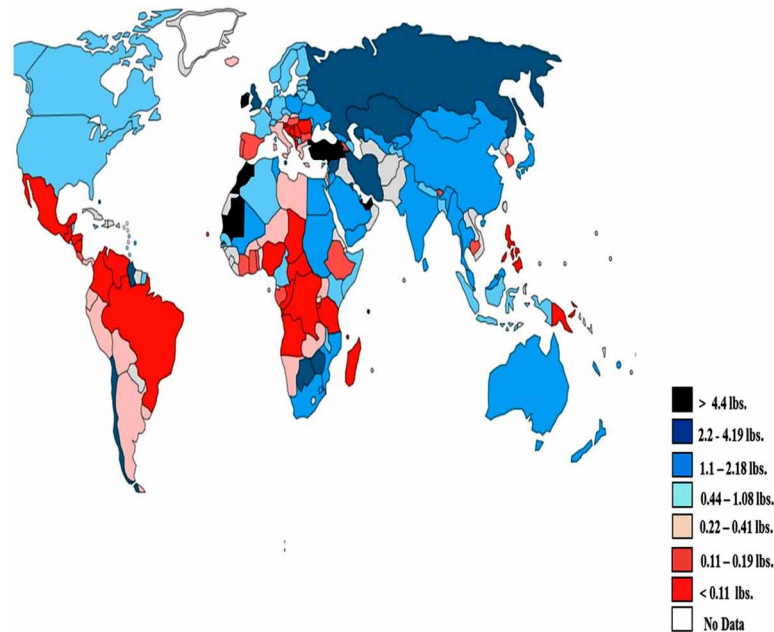 > 4.4 lbs.
2.2 - 4.19 lbs.
1.1 – 2.18 lbs.
0.44 – 1.08 lbs.
0.22 – 0.41 lbs.
0.11 – 0.19 lbs.
< 0.11 lbs.
No Data